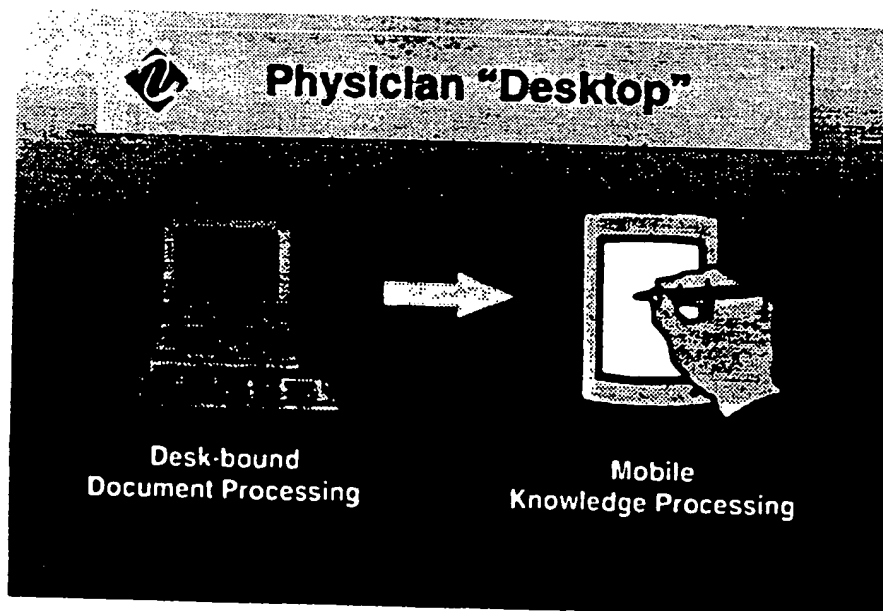 Physician "Desktop"
Desk-bound
Document Processing
Mobile
Knowledge Processing